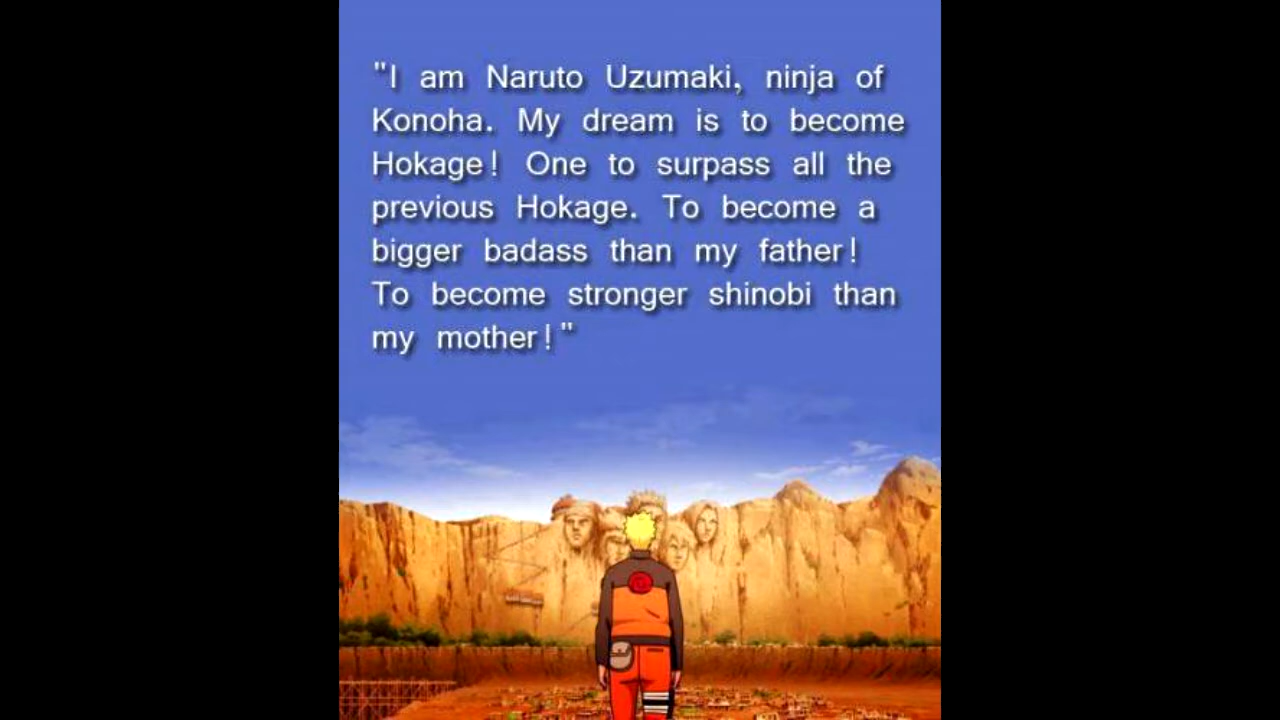 "I am Naruto Uzumaki, ninja of
Konoha. My dream is to become
Hokage! One to surpass all the
previous Hokage. To become a
bigger badass than my father!
To become stronger shinobi than
my mother!"